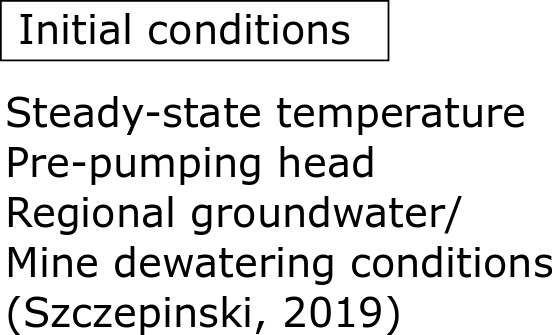 Initial conditions
Steady-state temperature
Pre-pumping head
Regional groundwater/
Mine dewatering conditions
(Szczepinski, 2019)